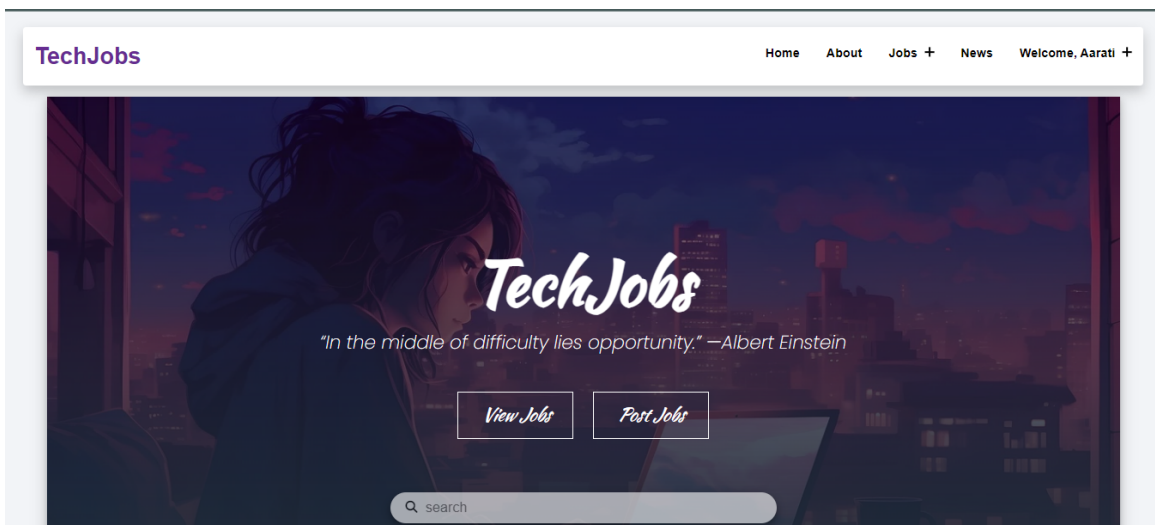 TechJobs
Home About Jobs + News Welcome, Aarati +
TechJobs
“In the middle of difficulty lies opportunity.” —Albert Einstein
View Jobs Post Jobs
search